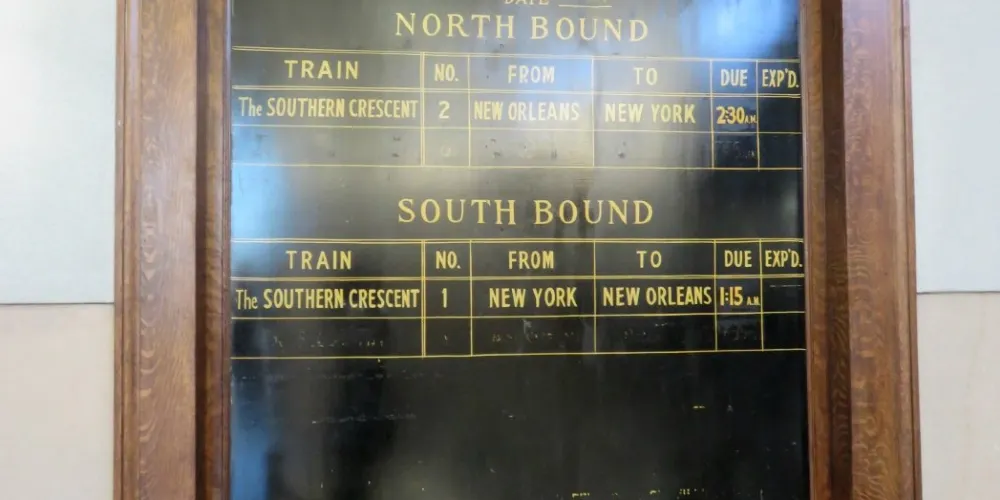 DATE
NORTH BOUND
TRAIN NO. FROM TO DUE EXP'D.
The SOUTHERN CRESCENT 2 NEW ORLEANS NEW YORK 2:30 A.M.
SOUTH BOUND
TRAIN NO. FROM TO DUE EXP'D.
The SOUTHERN CRESCENT 1 NEW YORK NEW ORLEANS 1:15 A.M.